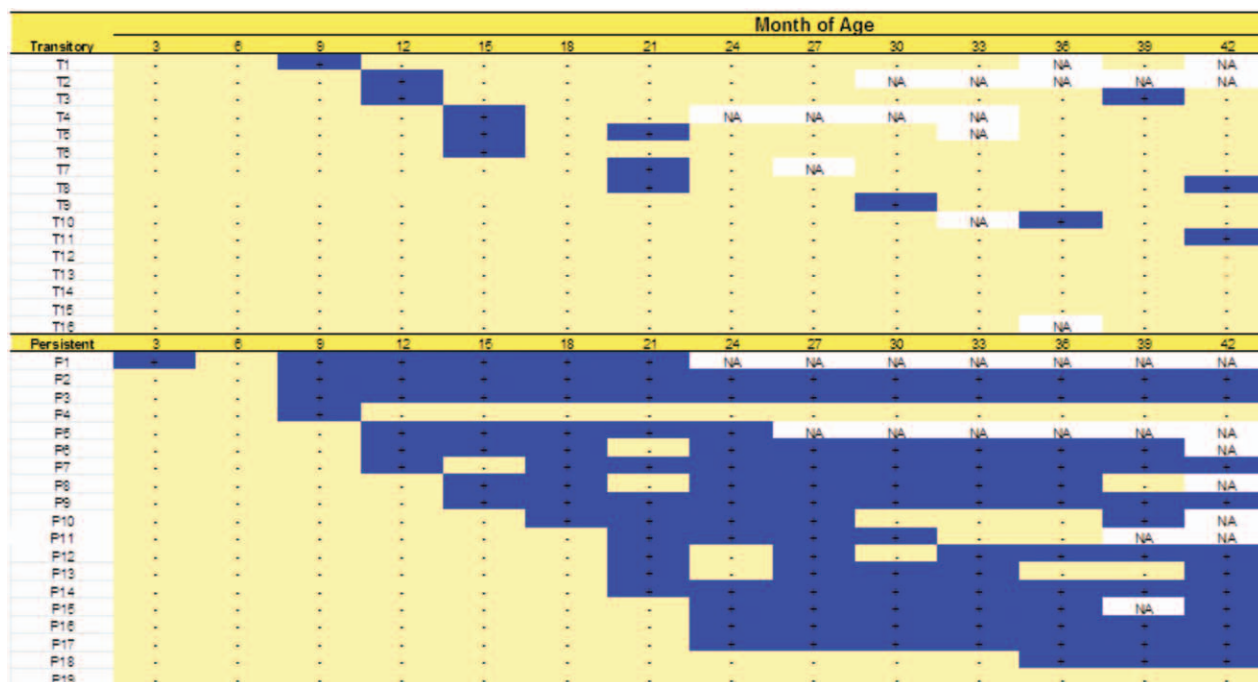 Month of Age
Transitory 3 6 9 12 15 18 21 24 27 30 33 36 39 42
T1 - - + - - - - - - - - NA - NA
T2 - - - + - - - - - NA NA NA NA NA
T3 - - - + - - - - - - - - + -
T4 - - - - + - - NA NA NA NA - - -
T5 - - - - + - + - - - NA - - -
T6 - - - - + - - - - - - - - -
T7 - - - - - - + - NA - - - - -
T8 - - - - - - + - - - - - - +
T9 - - - - - - - - - + - - - -
T10 - - - - - - - - - - NA + - -
T11 - - - - - - - - - - - - - +
T12 - - - - - - - - - - - - - -
T13 - - - - - - - - - - - - - -
T14 - - - - - - - - - - - - - -
T15 - - - - - - - - - - - - - -
T16 - - - - - - - - - - - NA - -
Persistent 3 6 9 12 15 18 21 24 27 30 33 36 39 42
P1 + - + + + + + NA NA NA NA NA NA NA
P2 - - + + + + + + + + + + + +
P3 - - + + + + + + + + + + + +
P4 - - + - - - - - - - - - - -
P5 - - - + + + + + NA NA NA NA NA NA
P6 - - - + + + - + + + + + + NA
P7 - - - + - + + + + + + + + +
P8 - - - - + + - + + + + + - NA
P9 - - - - + + + + + + + + + +
P10 - - - - - + + + + - - - + NA
P11 - - - - - - + + + + - - NA NA
P12 - - - - - - + - + - + + + +
P13 - - - - - - + - + + + - - +
P14 - - - - - - + + + + + + + +
P15 - - - - - - - + + + + + NA +
P16 - - - - - - - + + + + + + +
P17 - - - - - - - + + + + + + +
P18 - - - - - - - - - - - + + +
P19 - - - - - - - - - - - - - -